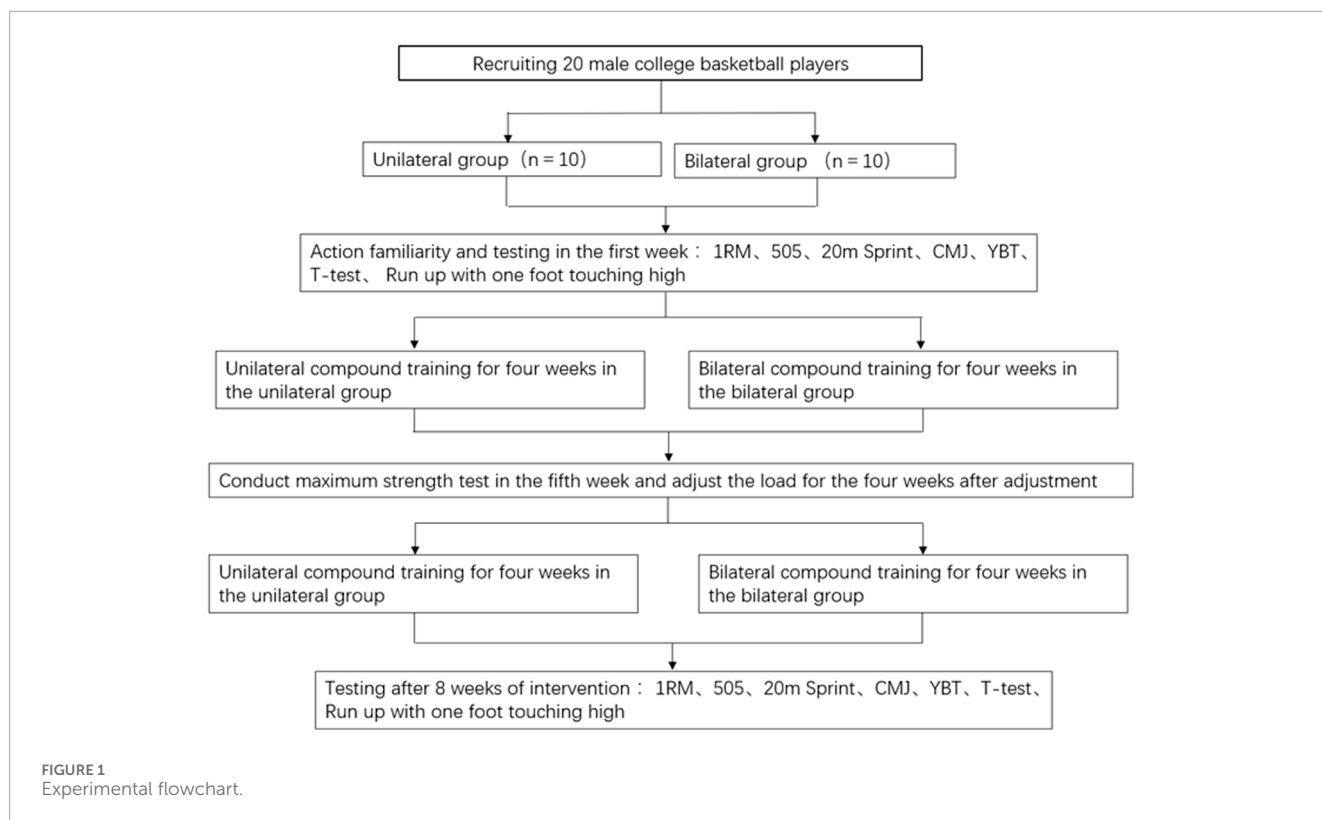 Recruiting 20 male college basketball players
Unilateral group（n = 10）
Bilateral group （n = 10）
Action familiarity and testing in the first week： 1RM、505、20m Sprint、CMJ、YBT、
T-test、 Run up with one foot touching high
Unilateral compound training for four weeks in
the unilateral group
Bilateral compound training for four weeks in
the bilateral group
Conduct maximum strength test in the fifth week and adjust the load for the four weeks after adjustment
Unilateral compound training for four weeks in
the unilateral group
Bilateral compound training for four weeks in
the bilateral group
Testing after 8 weeks of intervention： 1RM、505、20m Sprint、CMJ、YBT、T-test、
Run up with one foot touching high
FIGURE 1
Experimental flowchart.